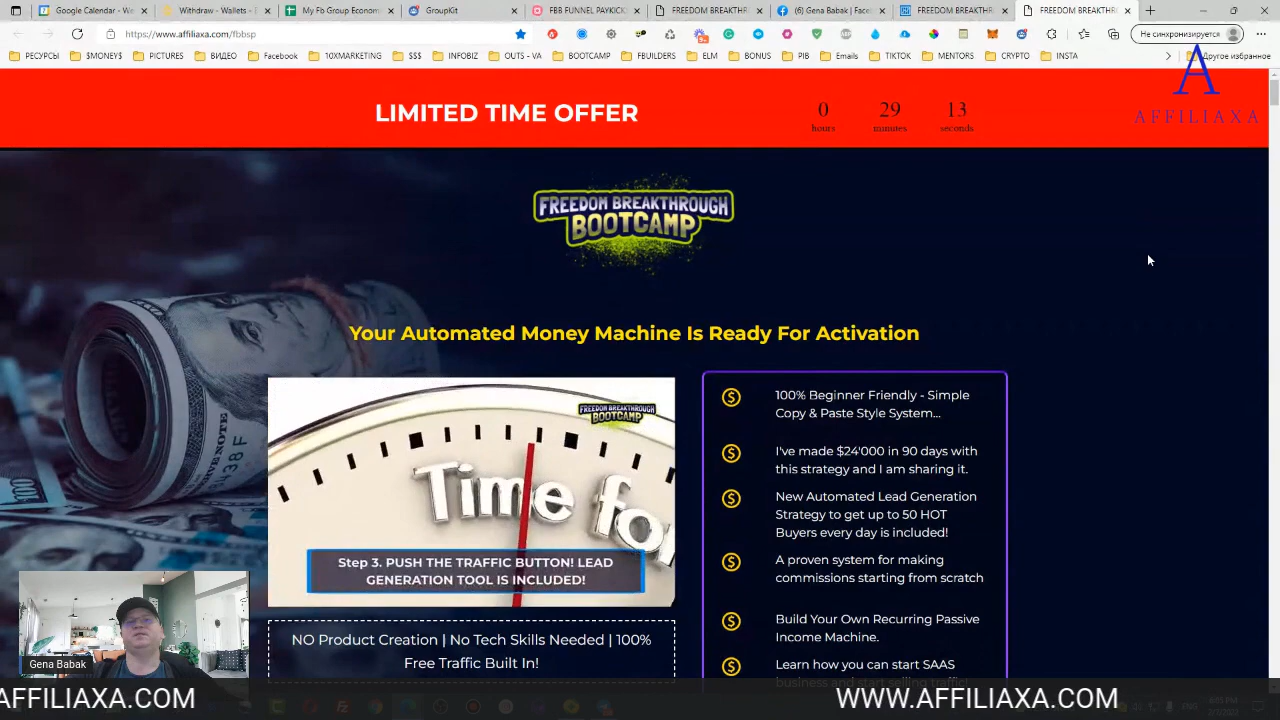 Google Calendar - We
Withdraw - Wallets - E
My Fb Group Econom
GroupKit
FBB FUNNEL PAYKICK
FREEDOM BREAKTHR
(6) Gena Babak | Face
FREEDOM BREAKTHR
FREEDOM BREAKTHR
https://www.affiliaxa.com/fbbsp
Не синхронизируется
РЕСУРСЫ
$MONEY$
PICTURES
ВИДЕО
Facebook
10XMARKETING
$$$
INFOBIZ
OUTS
BOOTCAMP
FBUILDERS
ELM
BONUS
PIB
Emails
TIKTOK
MENTORS
CRYPTO
INSTA
Другое избранное
LIMITED TIME OFFER
0 29 13
hours minutes seconds
A
AFFILIAXA
FREEDOM BREAKTHROUGH
BOOTCAMP
Your Automated Money Machine Is Ready For Activation
FREEDOM BREAKTHROUGH
BOOTCAMP
Time for
Step 3. PUSH THE TRAFFIC BUTTON! LEAD
GENERATION TOOL IS INCLUDED!
NO Product Creation | No Tech Skills Needed | 100%
Free Traffic Built In!
100% Beginner Friendly - Simple
Copy & Paste Style System...
I've made $24'000 in 90 days with
this strategy and I am sharing it.
New Automated Lead Generation
Strategy to get up to 50 HOT
Buyers every day is included!
A proven system for making
commissions starting from scratch
Build Your Own Recurring Passive
Income Machine.
Learn how you can start SAAS
business and start selling traffic!
Gena Babak
AFFILIAXA.COM
WWW.AFFILIAXA.COM